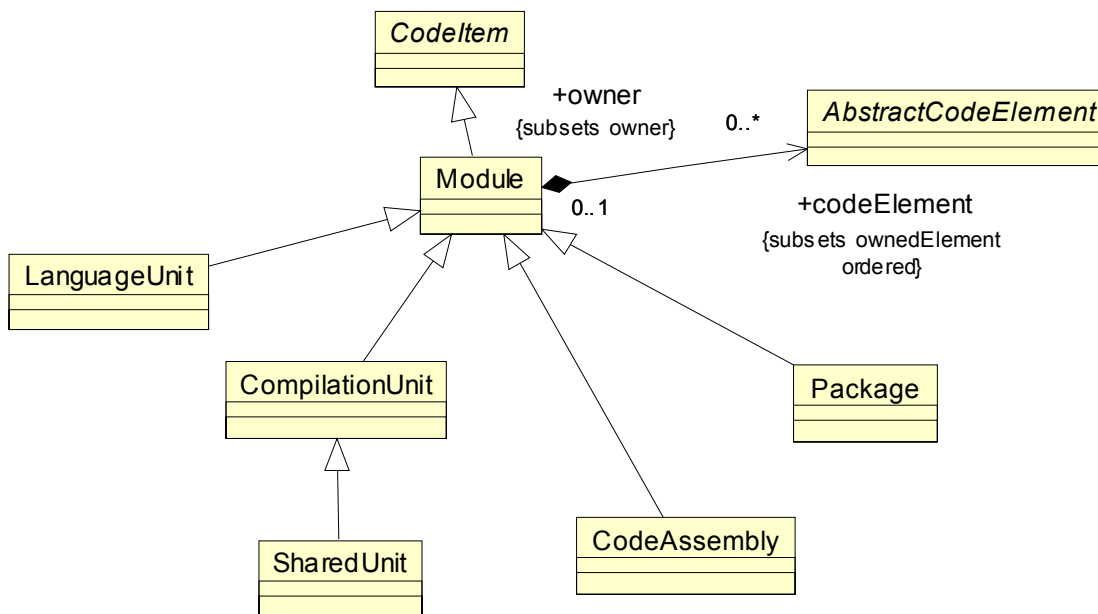 CodeItem
+owner
{subsets owner}
0..*
AbstractCodeElement
Module
0..1
+codeElement
{subsets ownedElement
ordered}
LanguageUnit
CompilationUnit
Package
SharedUnit
CodeAssembly